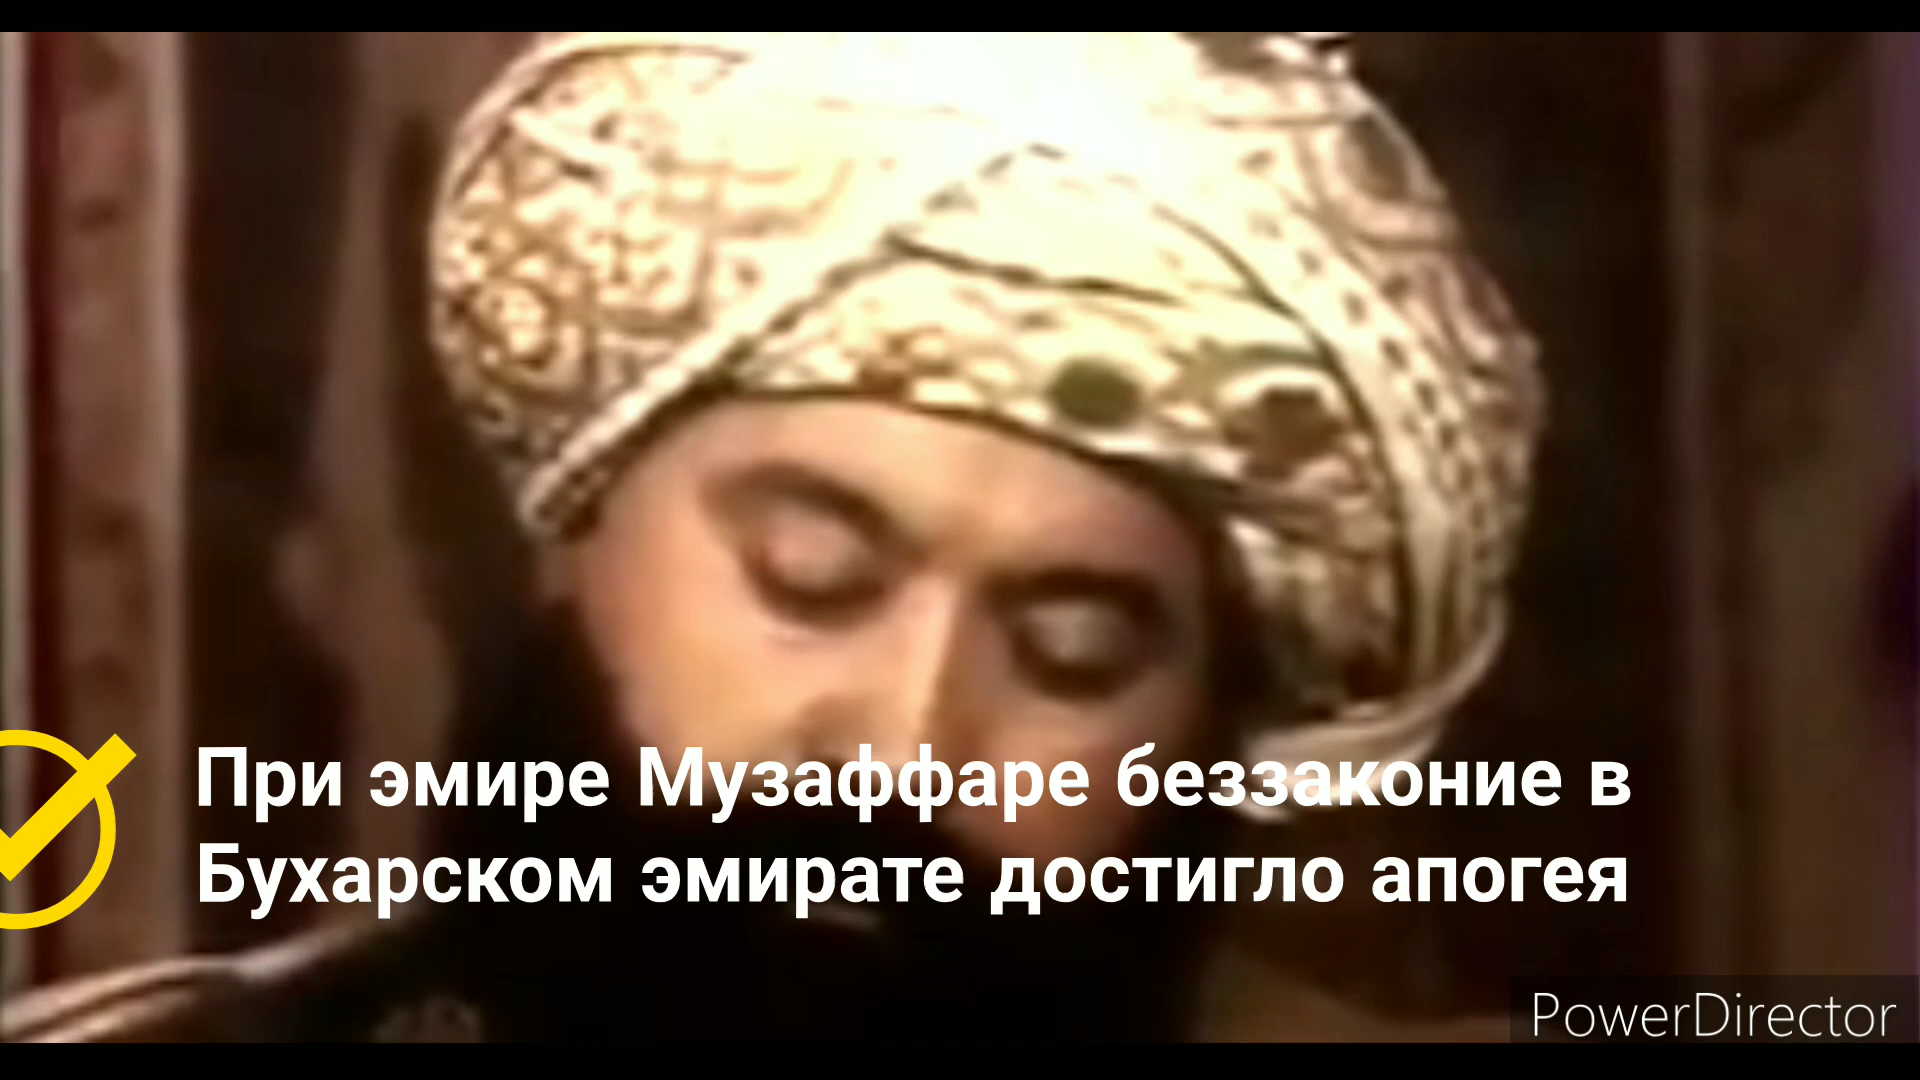 При эмире Музаффаре беззаконие в
Бухарском эмирате достигло апогея
PowerDirector